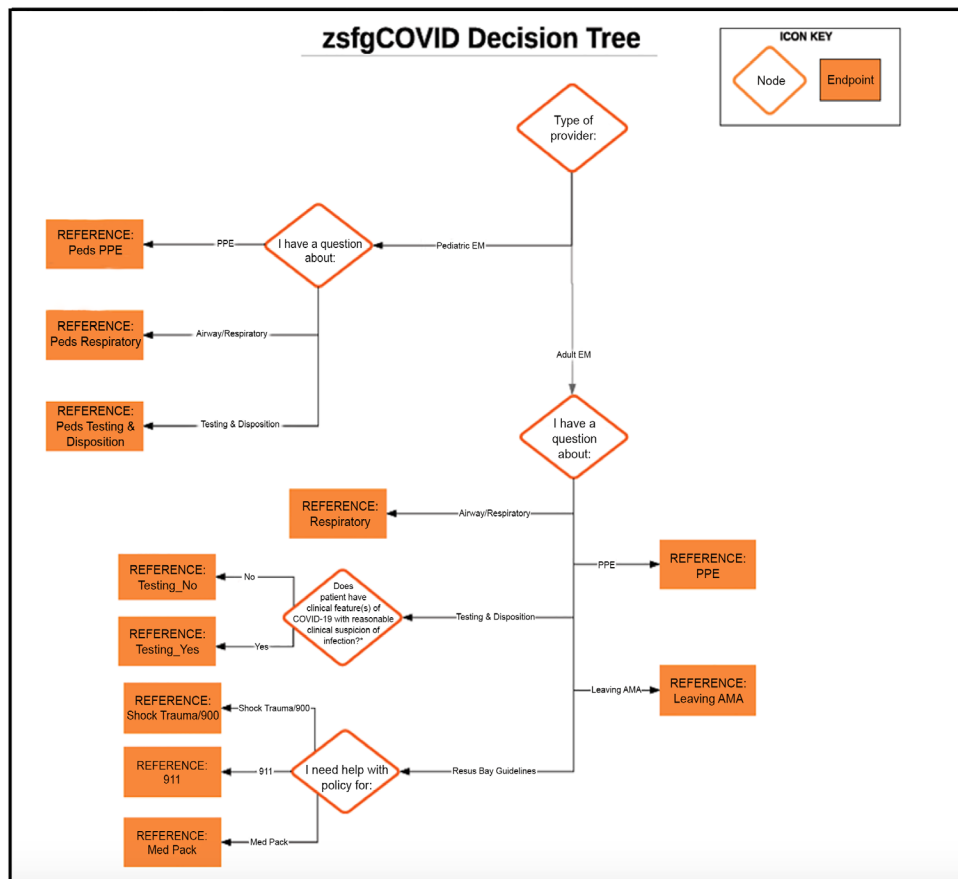 zsfgCOVID Decision Tree
ICON KEY
Node
Endpoint
Type of
provider:
REFERENCE:
Peds PPE
PPE
I have a question
about:
Pediatric EM
REFERENCE:
Peds Respiratory
Airway/Respiratory
Adult EM
REFERENCE:
Peds Testing &
Disposition
Testing & Disposition
I have a
question
about:
REFERENCE:
Respiratory
Airway/Respiratory
PPE
REFERENCE:
PPE
REFERENCE:
Testing_No
No
Does
patient have
clinical feature(s) of
COVID-19 with reasonable
clinical suspicion of
infection?*
Testing & Disposition
REFERENCE:
Testing_Yes
Yes
Leaving AMA
REFERENCE:
Leaving AMA
REFERENCE:
Shock Trauma/900
Shock Trauma/900
REFERENCE:
911
911
I need help with
policy for:
Resus Bay Guidelines
REFERENCE:
Med Pack
Med Pack